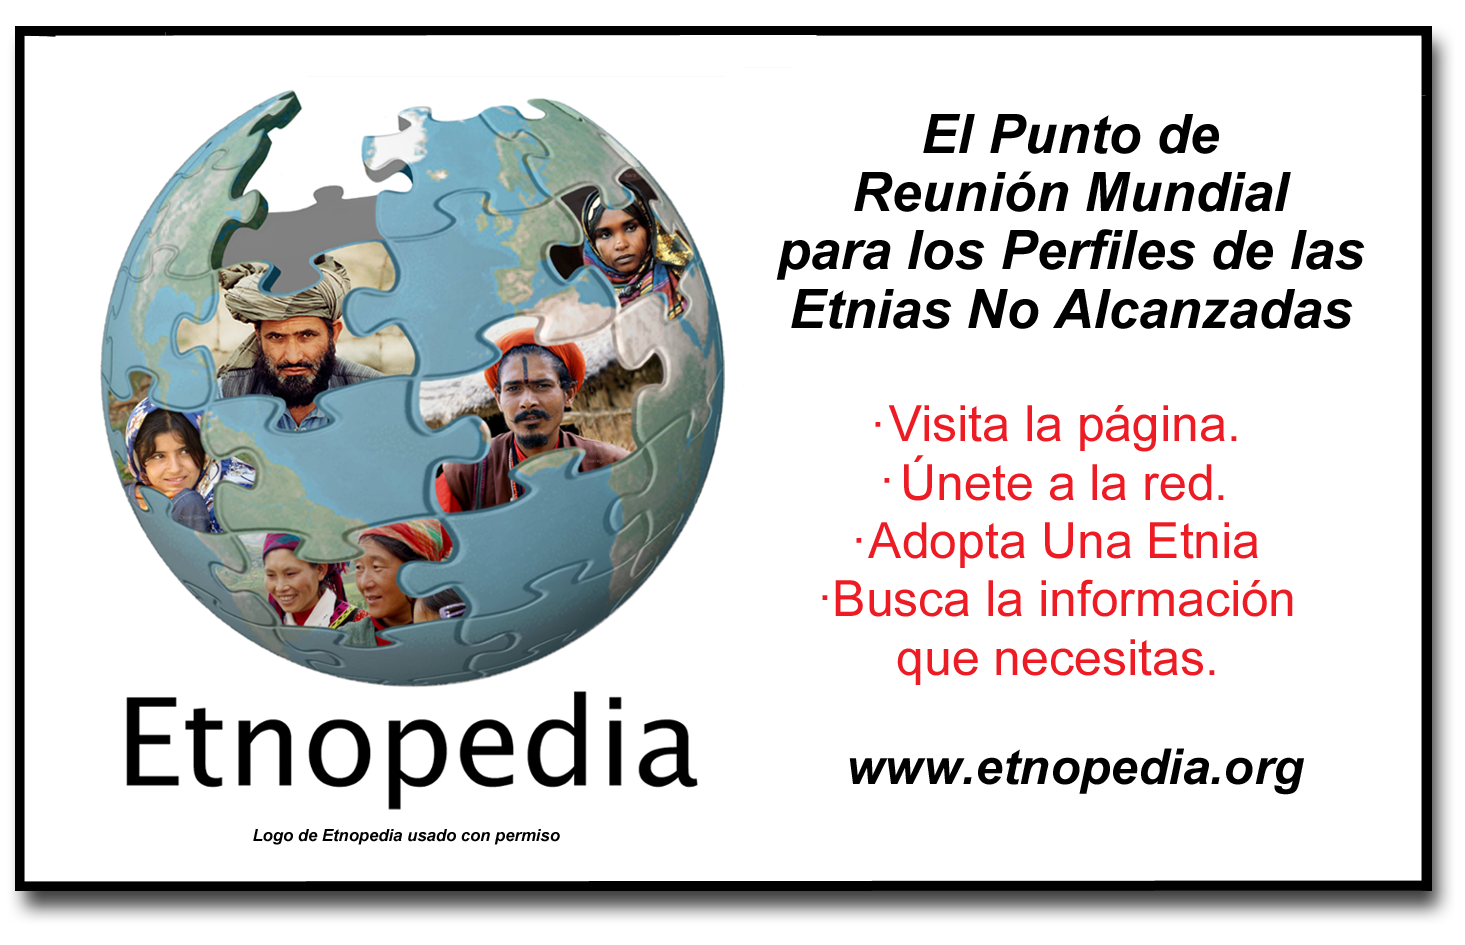 El Punto de
Reunión Mundial
para los Perfiles de las
Etnias No Alcanzadas
·Visita la página.
·Únete a la red.
·Adopta Una Etnia
·Busca la información
que necesitas.
www.etnopedia.org
Etnopedia
Logo de Etnopedia usado con permiso